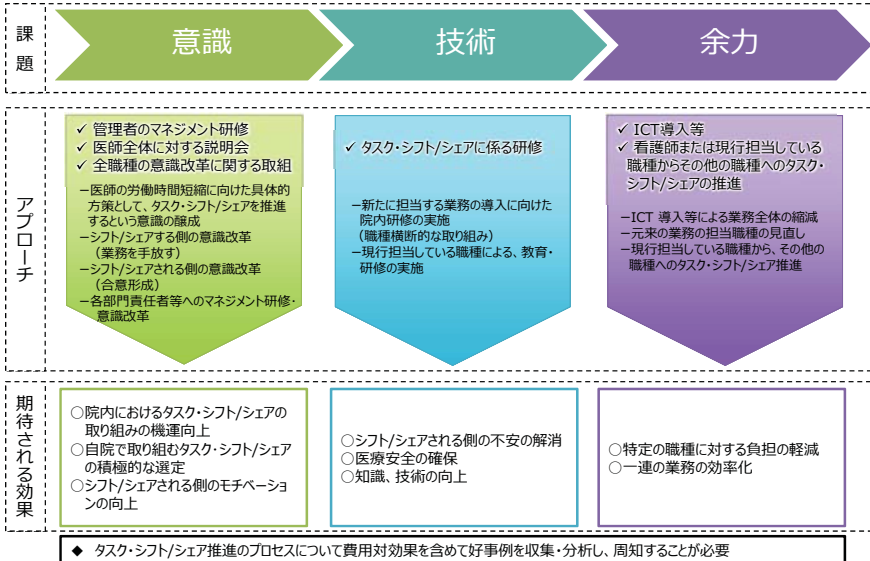 課題
意識
技術
余力
アプローチ
✓ 管理者のマネジメント研修
✓ 医師全体に対する説明会
✓ 全職種の意識改革に関する取組
−医師の労働時間短縮に向けた具体的
方策として、タスク・シフト/シェアを推進
するという意識の醸成
−シフト/シェアする側の意識改革
（業務を手放す）
−シフト/シェアされる側の意識改革
（合意形成）
−各部門責任者等へのマネジメント研修・
意識改革
✓ タスク・シフト/シェアに係る研修
−新たに担当する業務の導入に向けた
院内研修の実施
（職種横断的な取り組み）
−現行担当している職種による、教育・
研修の実施
✓ ICT導入等
✓ 看護師または現行担当している
職種からその他の職種へのタスク・
シフト/シェアの推進
−ICT 導入等による業務全体の縮減
−元来の業務の担当職種の見直し
−現行担当している職種から、その他の
職種へのタスク・シフト/シェア推進
期待される効果
○院内におけるタスク・シフト/シェアの
取り組みの機運向上
○自院で取り組むタスク・シフト/シェア
の積極的な選定
○シフト/シェアされる側のモチベーショ
ンの向上
○シフト/シェアされる側の不安の解消
○医療安全の確保
○知識、技術の向上
○特定の職種に対する負担の軽減
○一連の業務の効率化
◆ タスク・シフト/シェア推進のプロセスについて費用対効果を含めて好事例を収集・分析し、周知することが必要